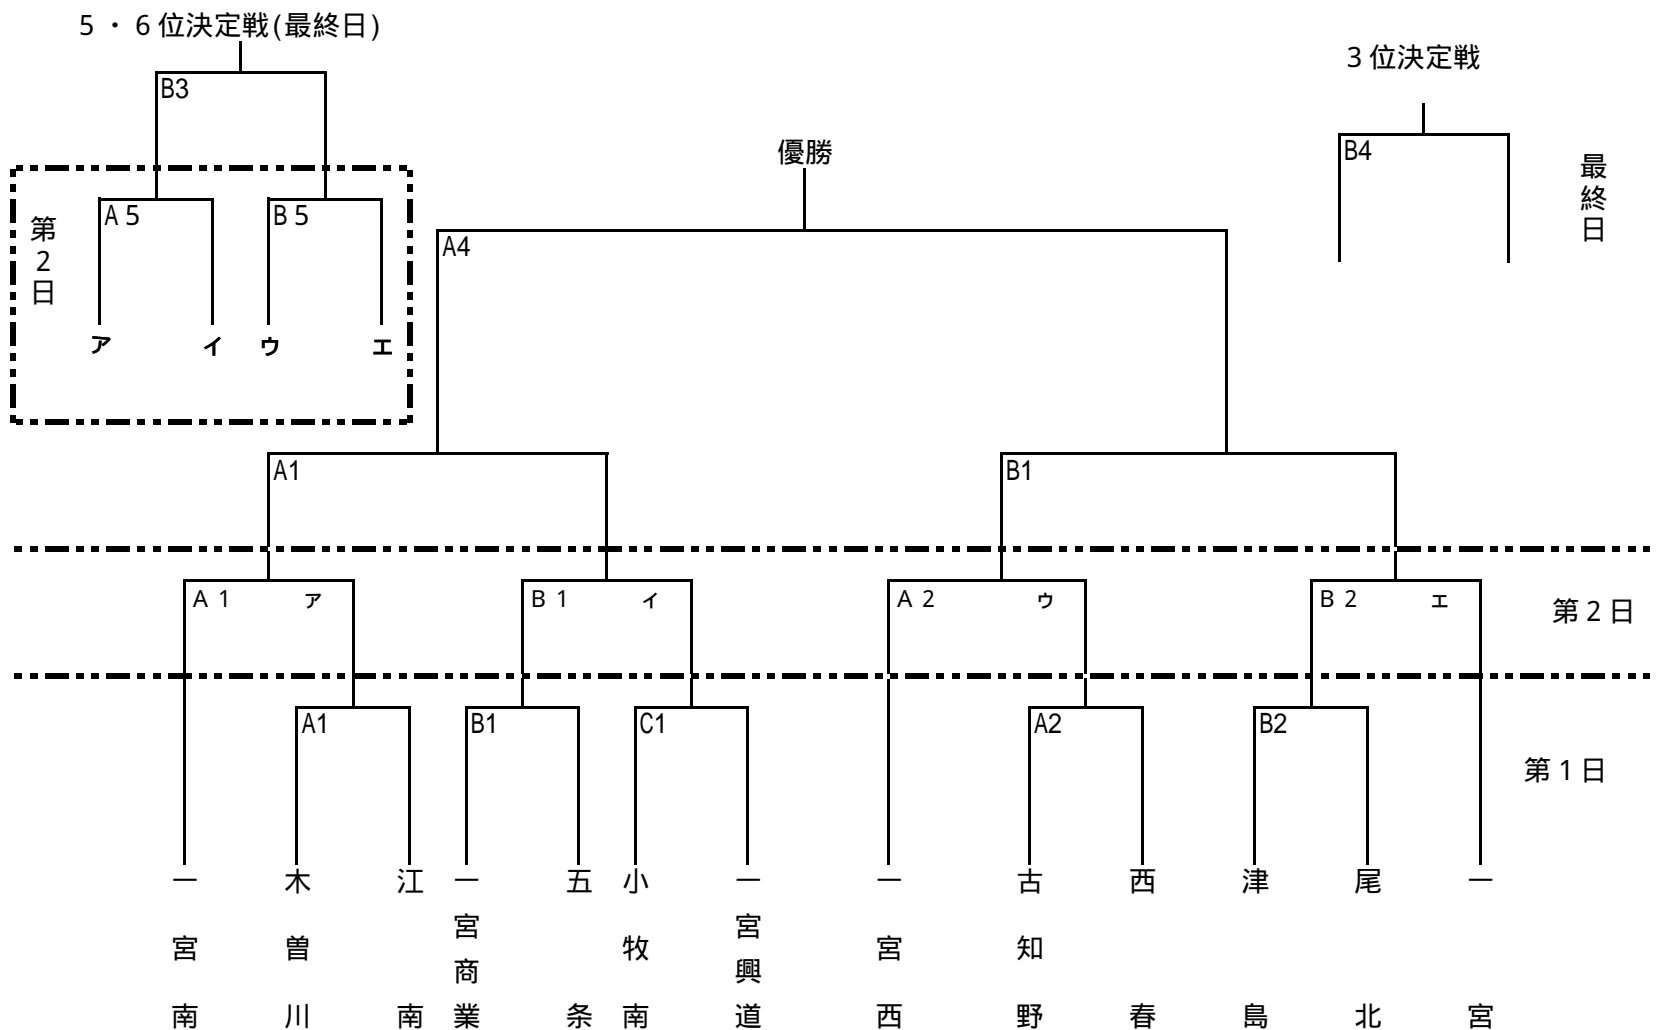 5・6位決定戦(最終日)
3位決定戦
B3
優勝
B4
最終日
第2日
A5
B5
A4
ア
イ
ウ
エ
A1
B1
A1
ア
B1
イ
A2
ウ
B2
エ
第2日
A1
B1
C1
A2
B2
第1日
一宮南
木曽川
江南
一宮商業
五条
小牧南
一宮興道
一宮西
古知野
西春
津島
尾北
一宮